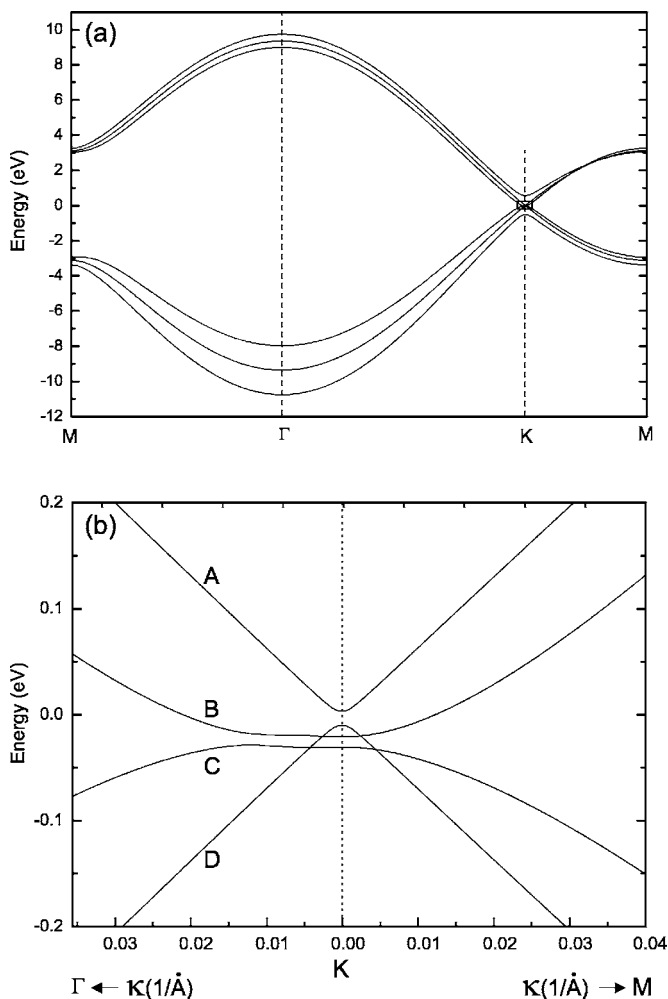 (a)
Energy (eV)
10
8
6
4
2
0
-2
-4
-6
-8
-10
-12
M Γ K M
(b)
Energy (eV)
0.2
0.1
0.0
-0.1
-0.2
A
B
C
D
0.03 0.02 0.01 0.00 0.01 0.02 0.03 0.04
K
Γ ← κ(1/Å) κ(1/Å) → M